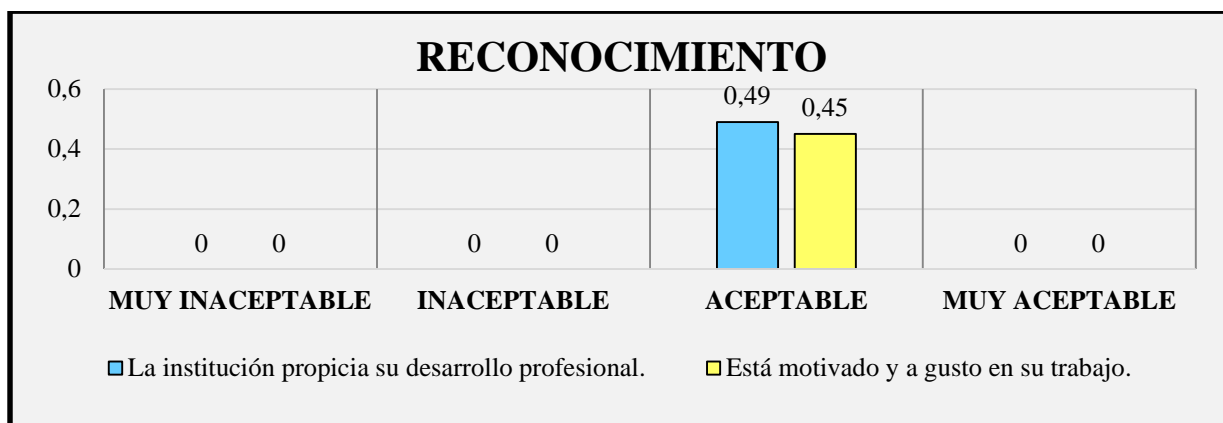 RECONOCIMIENTO
0,6
0,4
0,2
0
0 0 0 0 0,49 0,45 0 0
MUY INACEPTABLE INACEPTABLE ACEPTABLE MUY ACEPTABLE
La institución propicia su desarrollo profesional. Está motivado y a gusto en su trabajo.